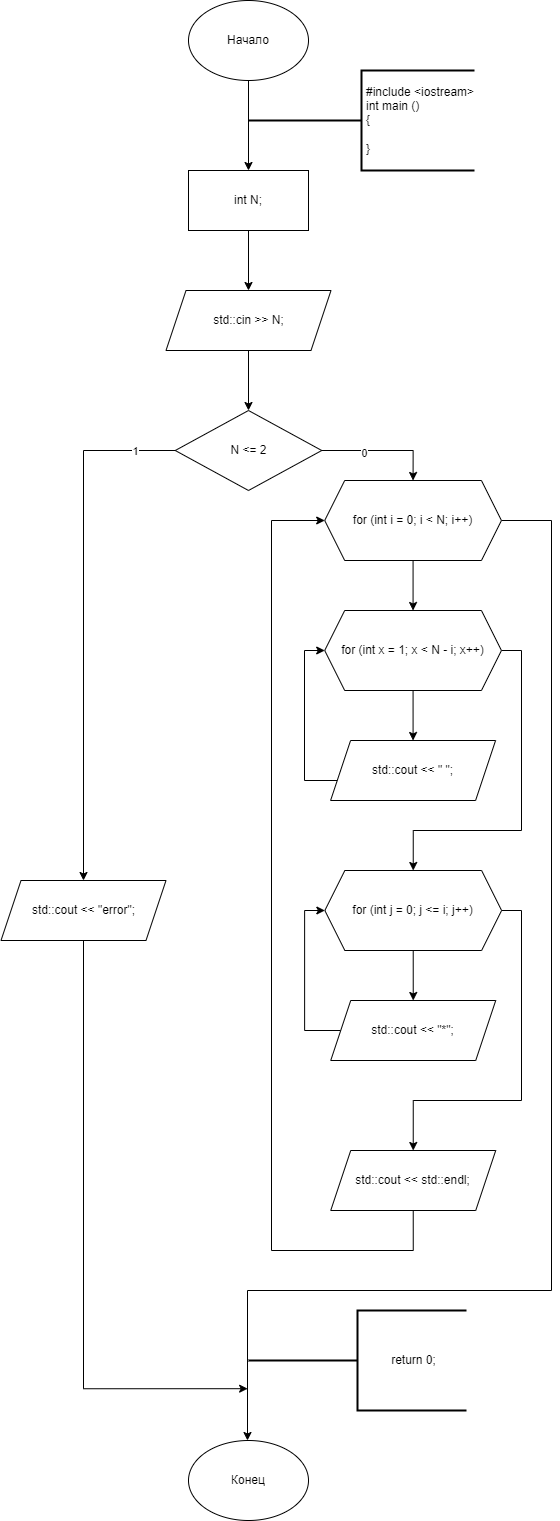 Начало
#include <iostream>
int main ()
{
}
int N;
std::cin >> N;
N <= 2
1
0
for (int i = 0; i < N; i++)
for (int x = 1; x < N - i; x++)
std::cout << " ";
std::cout << "error";
for (int j = 0; j <= i; j++)
std::cout << "*";
std::cout << std::endl;
return 0;
Конец